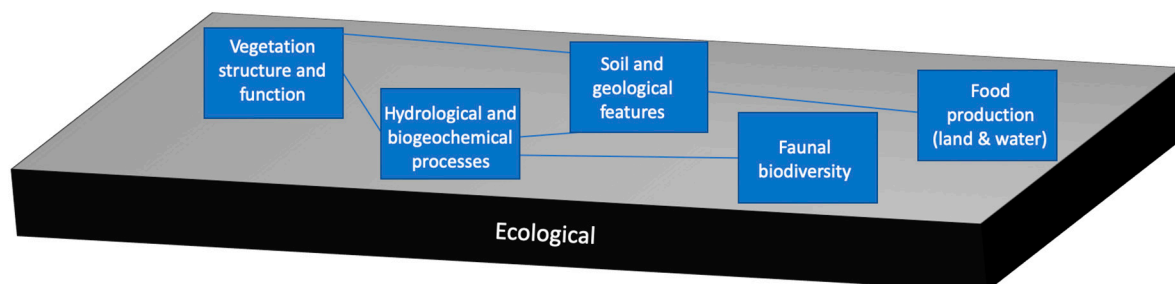 Vegetation
structure and
function
Soil and
geological
features
Food
production
(land & water)
Hydrological and
biogeochemical
processes
Faunal
biodiversity
Ecological